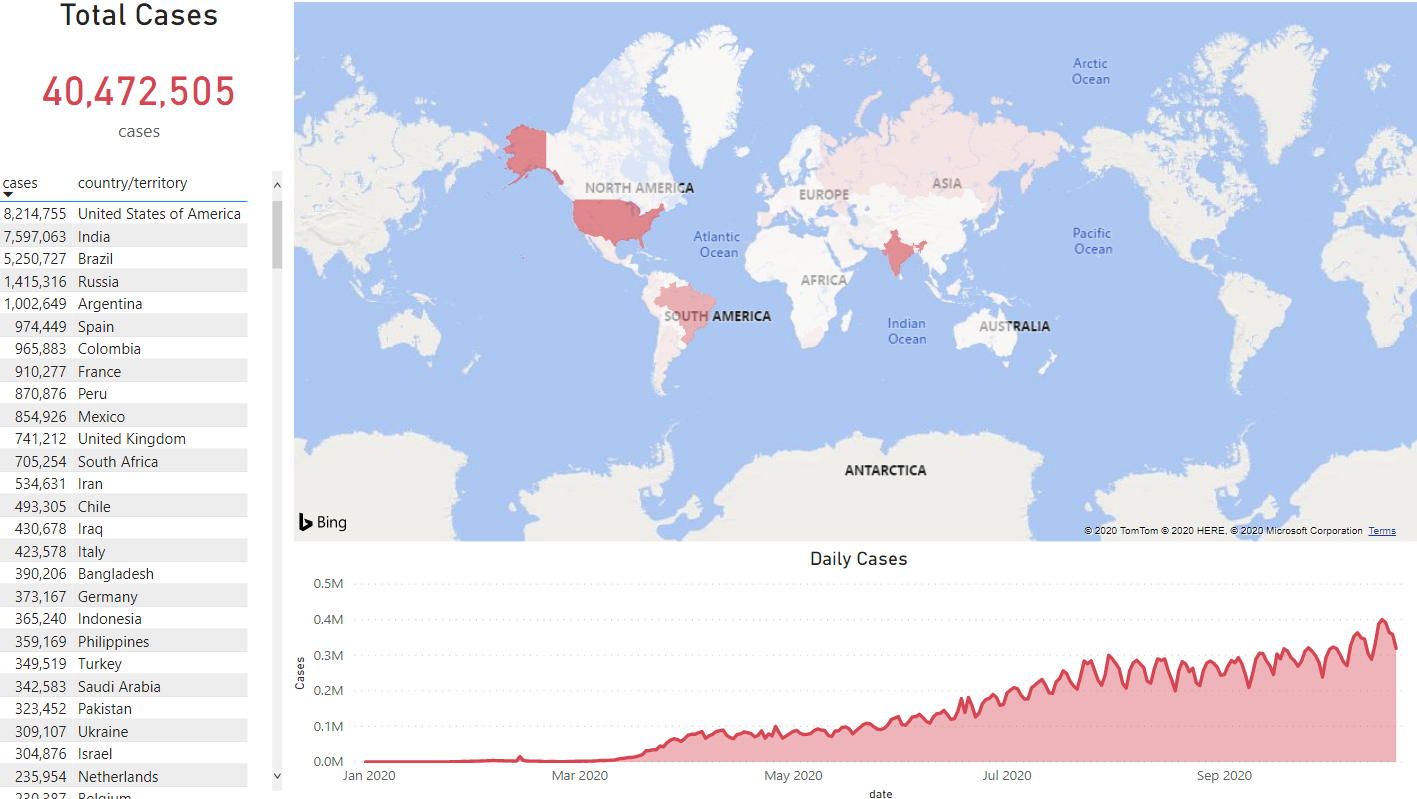 Total Cases
40,472,505
cases
cases country/territory
8,214,755 United States of America
7,597,063 India
5,250,727 Brazil
1,415,316 Russia
1,002,649 Argentina
974,449 Spain
965,883 Colombia
910,277 France
870,876 Peru
854,926 Mexico
741,212 United Kingdom
705,254 South Africa
534,631 Iran
493,305 Chile
430,678 Iraq
423,578 Italy
390,206 Bangladesh
373,167 Germany
365,240 Indonesia
359,169 Philippines
349,519 Turkey
342,583 Saudi Arabia
323,452 Pakistan
309,107 Ukraine
304,876 Israel
235,954 Netherlands
230,387 Belgium
Arctic
Ocean
NORTH AMERICA
EUROPE
ASIA
Atlantic
Ocean
Pacific
Ocean
AFRICA
SOUTH AMERICA
Indian
Ocean
AUSTRALIA
ANTARCTICA
Bing
© 2020 TomTom © 2020 HERE, © 2020 Microsoft Corporation Terms
Daily Cases
0.5M
0.4M
0.3M
0.2M
0.1M
0.0M
Cases
Jan 2020 Mar 2020 May 2020 Jul 2020 Sep 2020
date